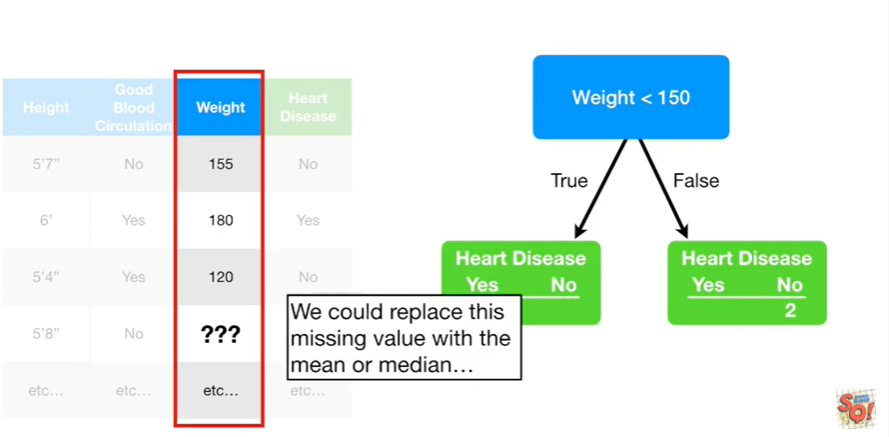 Height
Good
Blood
Circulation
Weight
Heart
Disease
5'7"
No
155
No
6'
Yes
180
Yes
5'4"
Yes
120
No
5'8"
No
???
etc...
etc...
etc...
etc...
We could replace this
missing value with the
mean or median...
Weight < 150
True
False
Heart Disease
Yes No
Heart Disease
Yes No
2
SQ!